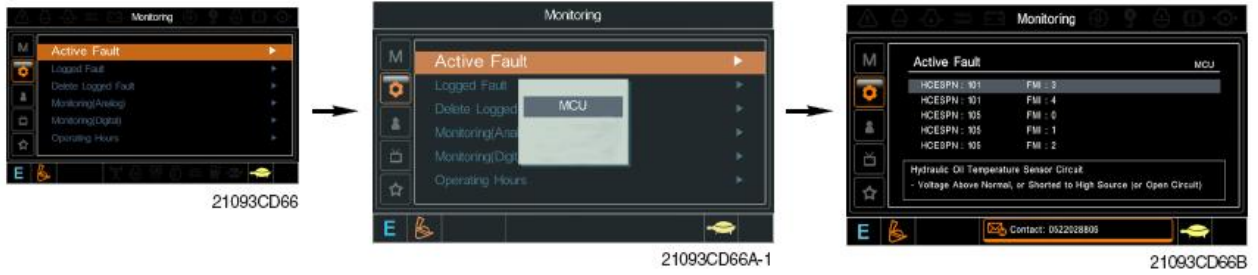 Monitoring
M
Active Fault
Logged Fault
Delete Logged Fault
Monitoring(Analog)
Monitoring(Digital)
Operating Hours
E
21093CD66
Monitoring
M
Active Fault
Logged Fault
Delete Logged
MCU
Monitoring(Ana
Monitoring(Digit
Operating Hours
E
21093CD66A-1
Monitoring
M
Active Fault MCU
HCESPN : 101 FMI : 3
HCESPN : 101 FMI : 4
HCESPN : 105 FMI : 0
HCESPN : 105 FMI : 1
HCESPN : 105 FMI : 2
Hydraulic Oil Temperature Sensor Circuit
- Voltage Above Normal, or Shorted to High Source (or Open Circuit)
E
Contact: 0522028805
21093CD66B